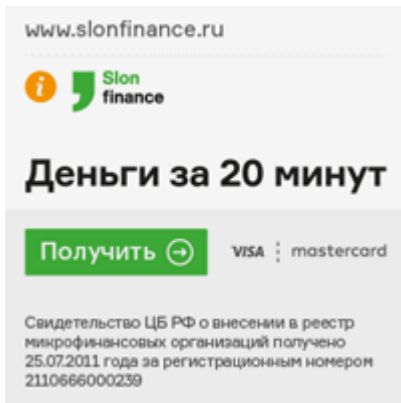 www.slonfinance.ru
Slon
finance
Деньги за 20 минут
Получить
VISA
mastercard
Свидетельство ЦБ РФ о внесении в реестр
микрофинансовых организаций получено
25.07.2011 года за регистрационным номером
2110666000239